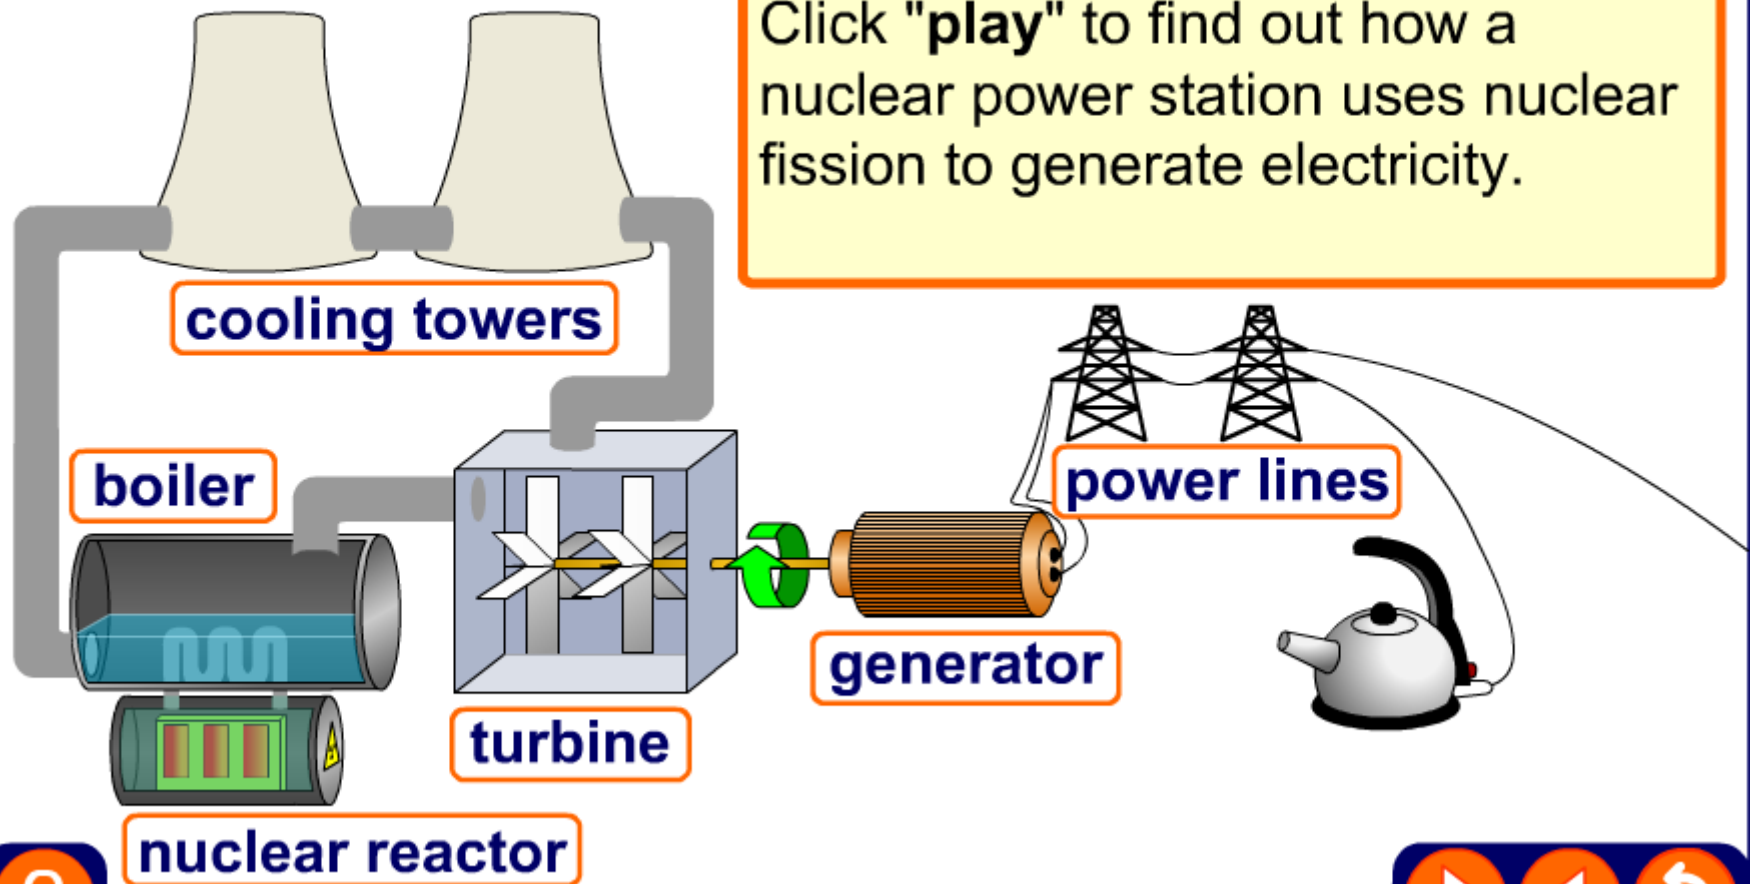 Click "play" to find out how a
nuclear power station uses nuclear
fission to generate electricity.
cooling towers
boiler
power lines
generator
turbine
nuclear reactor